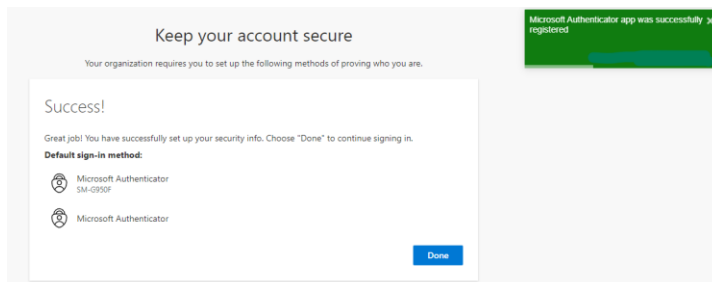 Keep your account secure
Microsoft Authenticator app was successfully
registered
Your organization requires you to set up the following methods of proving who you are.
Success!
Great job! You have successfully set up your security info. Choose "Done" to continue signing in.
Default sign-in method:
Microsoft Authenticator
SM-G950F
Microsoft Authenticator
Done